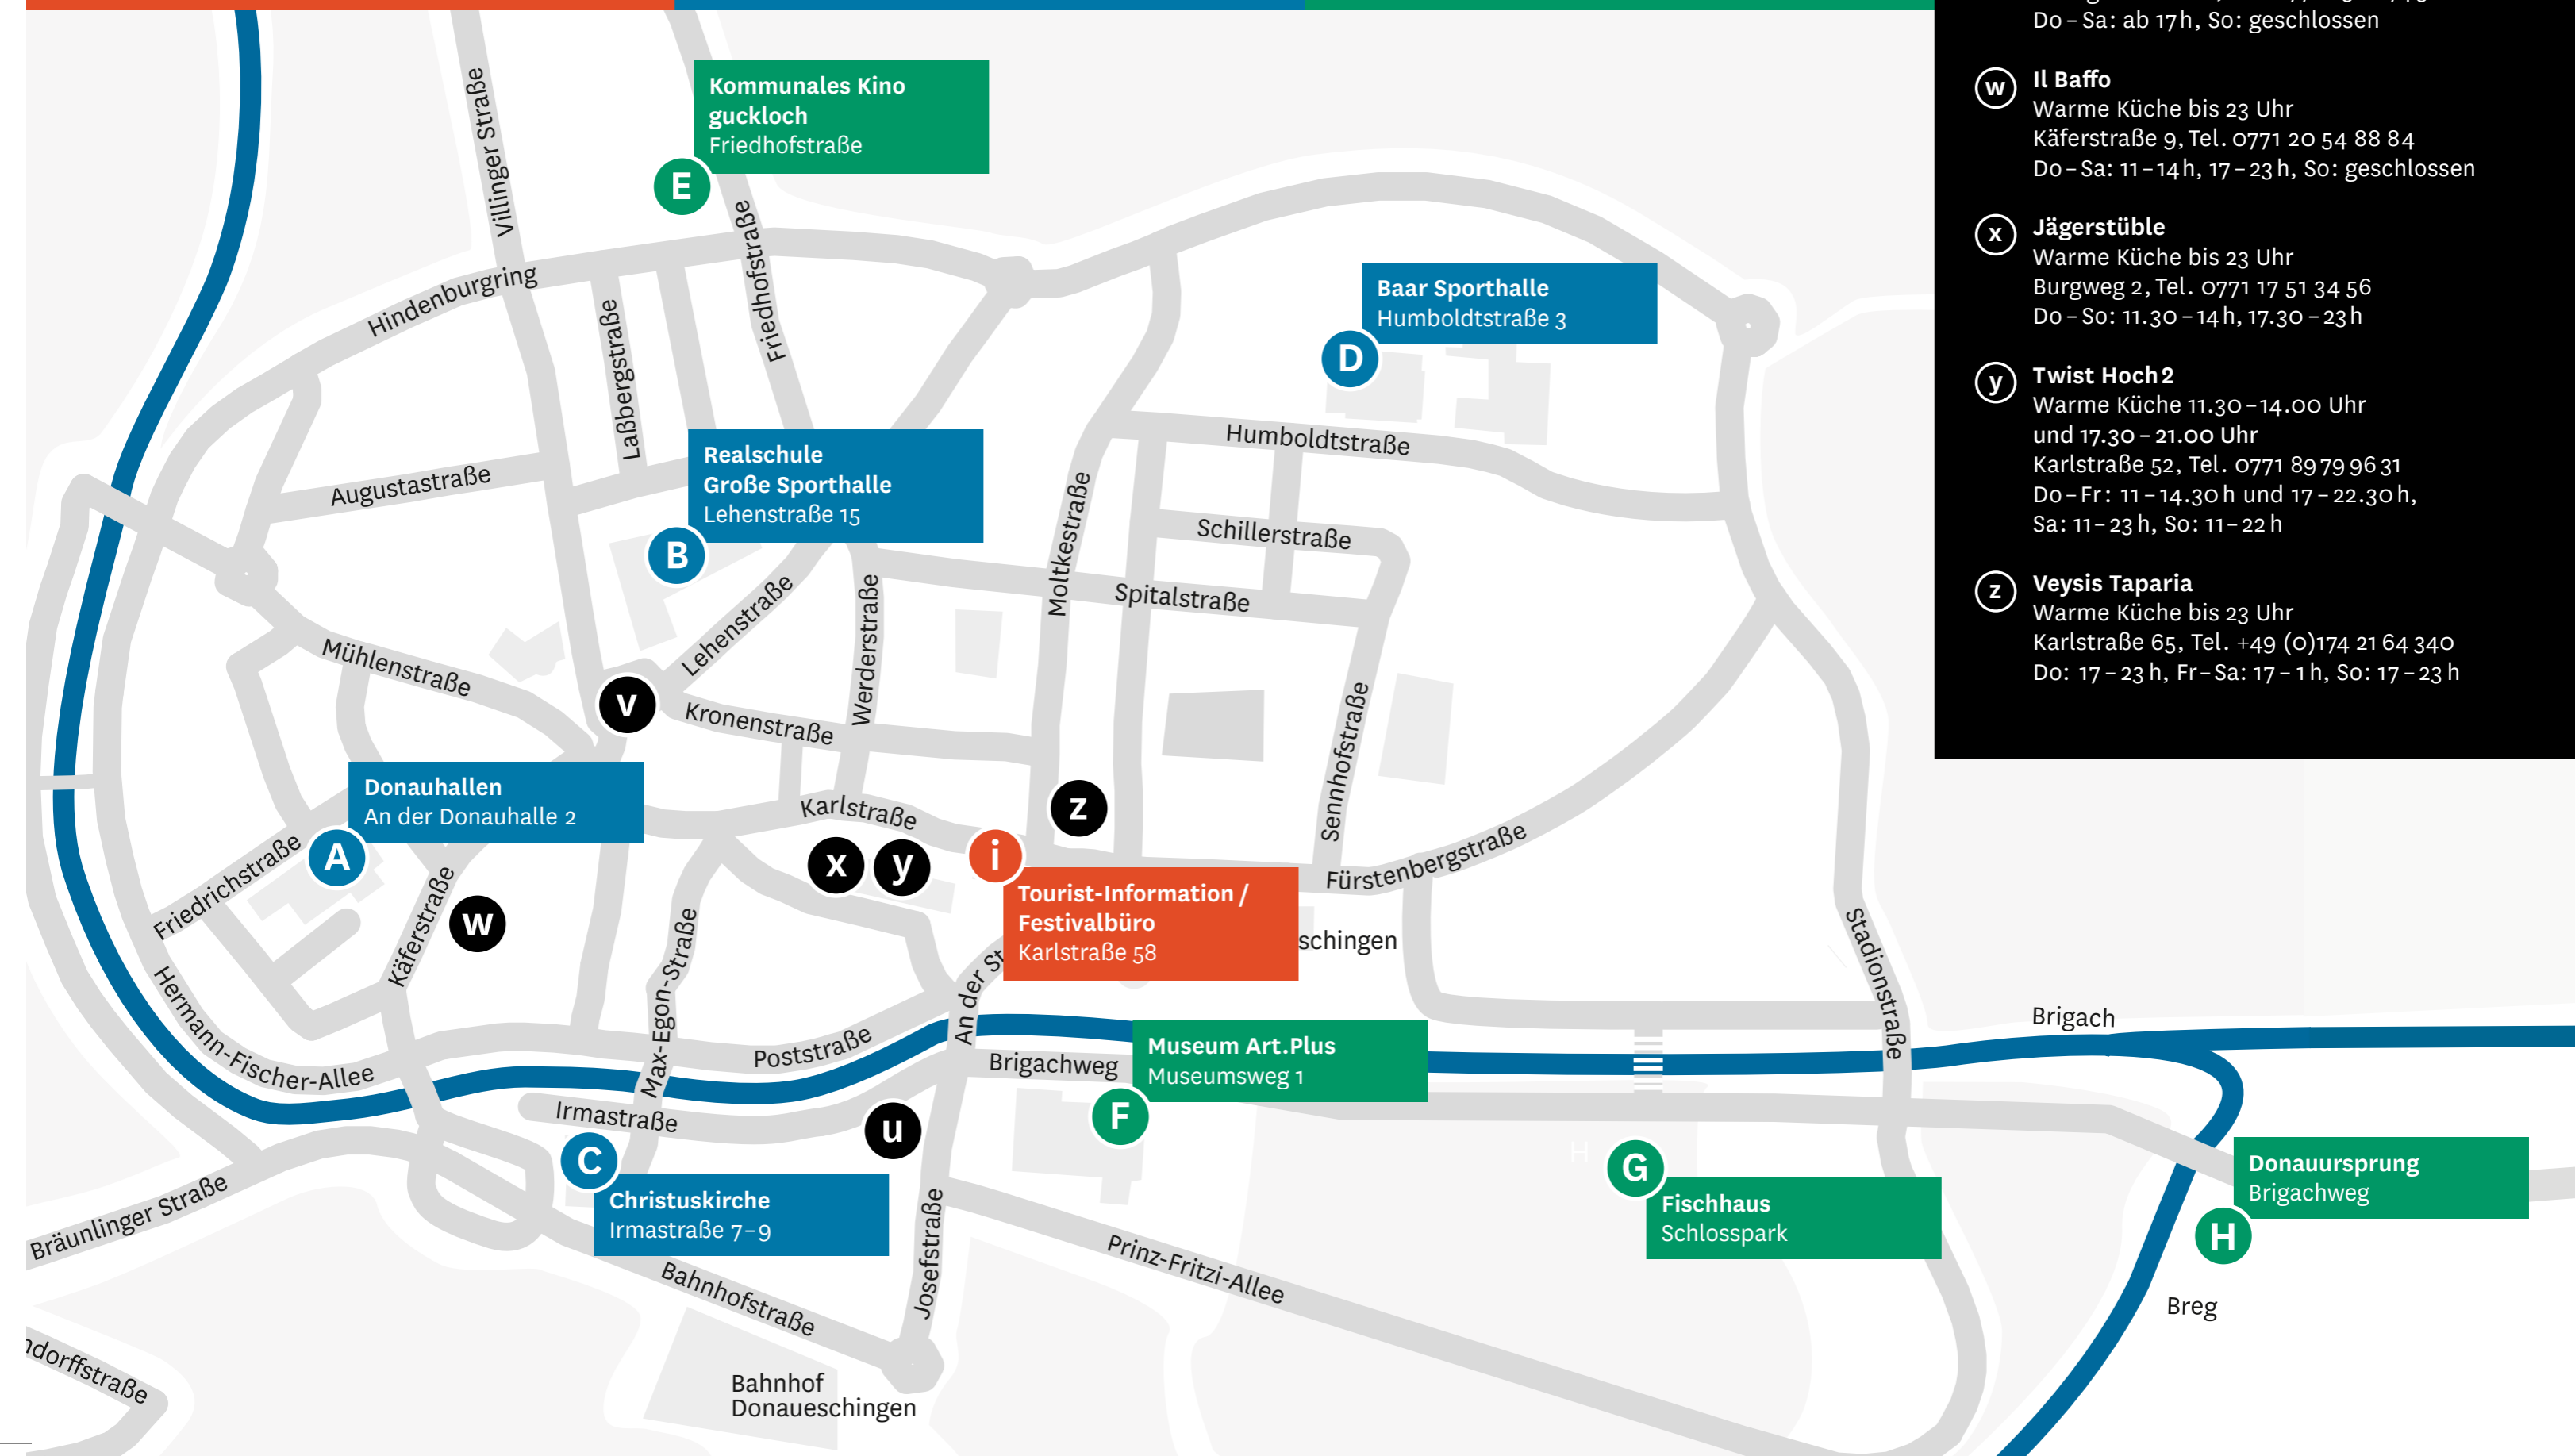 Do – Sa: ab 17 h, So: geschlossen
w
Il Baffo
Warme Küche bis 23 Uhr
Käferstraße 9, Tel. 0771 20 54 88 84
Do – Sa: 11 – 14 h, 17 – 23 h, So: geschlossen
x
Jägerstüble
Warme Küche bis 23 Uhr
Burgweg 2, Tel. 0771 17 51 34 56
Do – So: 11.30 – 14 h, 17.30 – 23 h
y
Twist Hoch 2
Warme Küche 11.30 – 14.00 Uhr
und 17.30 – 21.00 Uhr
Karlstraße 52, Tel. 0771 89 79 96 31
Do – Fr: 11 – 14.30 h und 17 – 22.30 h,
Sa: 11 – 23 h, So: 11 – 22 h
z
Veysis Taparia
Warme Küche bis 23 Uhr
Karlstraße 65, Tel. +49 (0)174 21 64 340
Do: 17 – 23 h, Fr – Sa: 17 – 1 h, So: 17 – 23 h
Villinger Straße
Kommunales Kino
guckloch
Friedhofstraße
E
Friedhofstraße
Hindenburgring
Laßbergstraße
Baar Sporthalle
Humboldtstraße 3
D
Humboldtstraße
Realschule
Große Sporthalle
Lehenstraße 15
B
Augustastraße
Moltkestraße
Schillerstraße
Spitalstraße
Lehenstraße
Werderstraße
Mühlenstraße
v
Kronenstraße
Sennhofstraße
Donauhallen
An der Donauhalle 2
A
Karlstraße
z
x
y
i
Tourist-Information /
Festivalbüro
Karlstraße 58
Fürstenbergstraße
Friedrichstraße
Käferstraße
w
Max-Egon-Straße
An der St
schingen
Stadionstraße
Hermann-Fischer-Allee
Poststraße
Brigach
Brigachweg
Museum Art.Plus
Museumsweg 1
F
Irmastraße
u
C
Christuskirche
Irmastraße 7 – 9
H
G
Fischhaus
Schlosspark
Donauursprung
Brigachweg
H
Bräunlinger Straße
Josefstraße
Prinz-Fritzi-Allee
Bahnhofstraße
Breg
ndorffstraße
Bahnhof
Donaueschingen